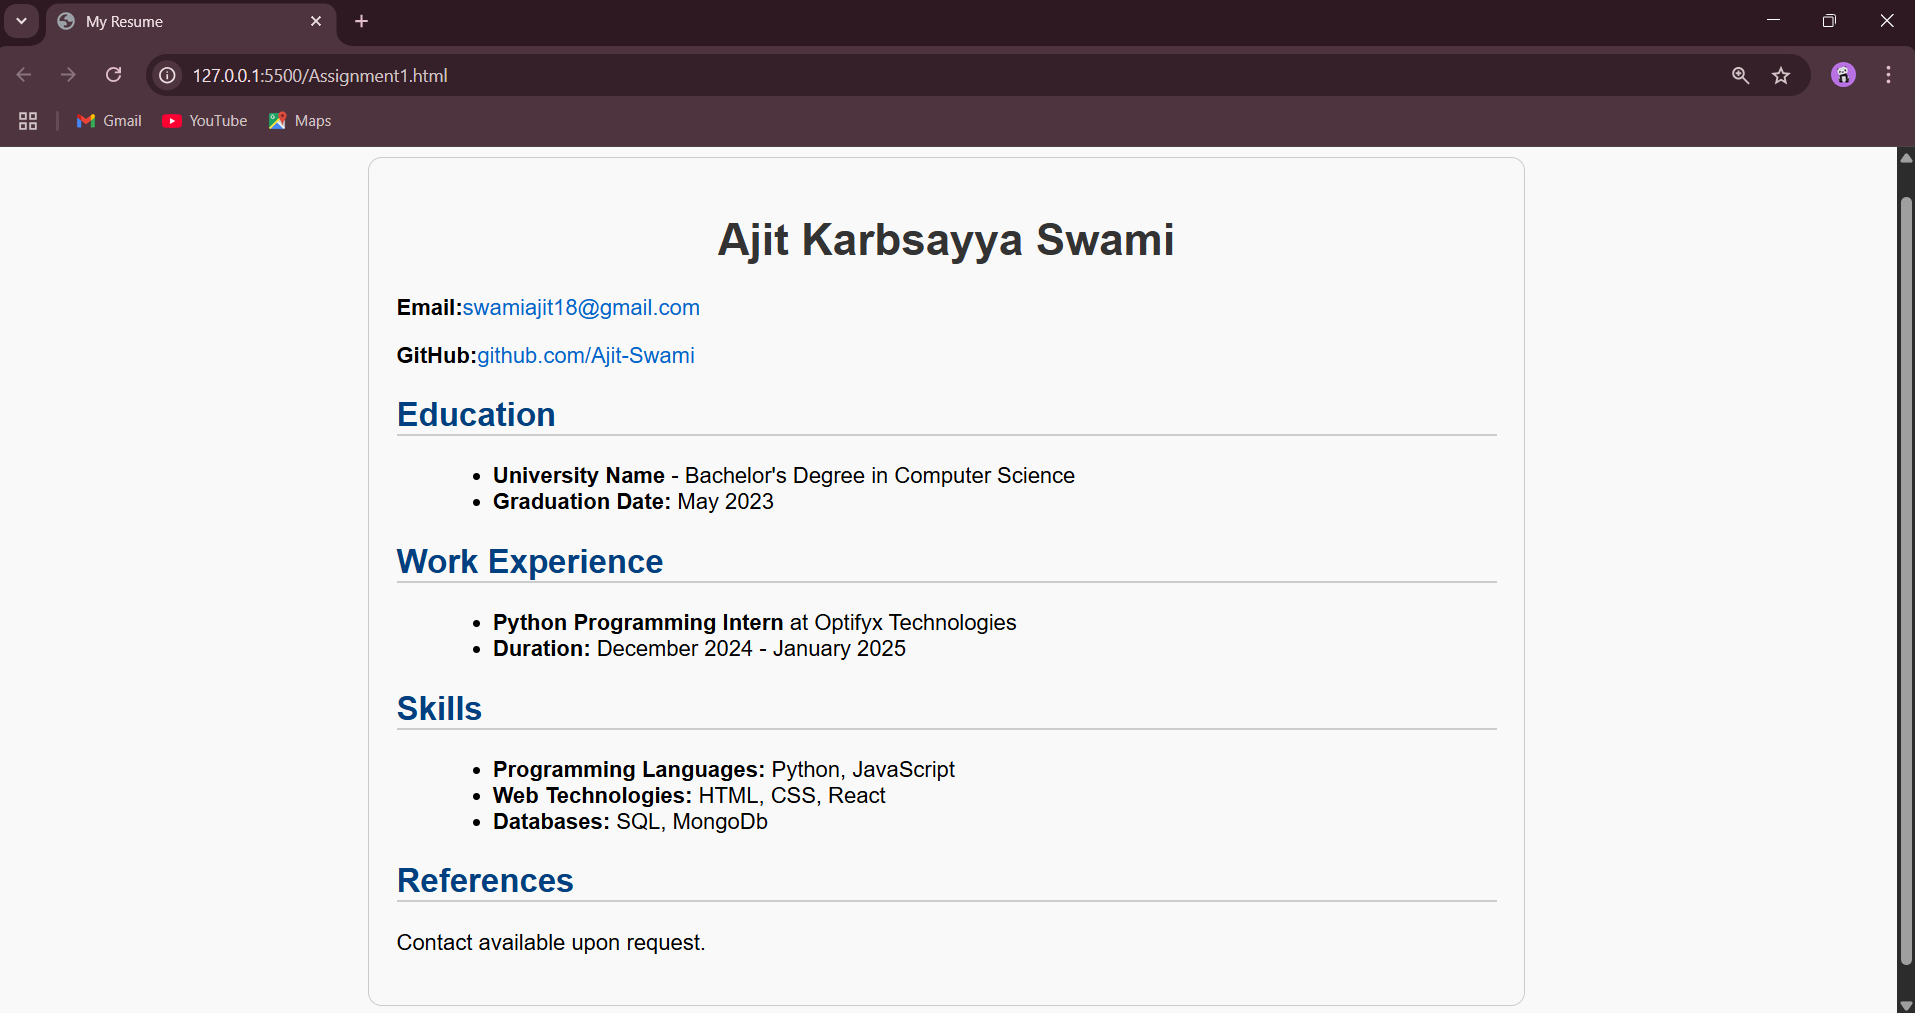 My Resume
127.0.0.1:5500/Assignment1.html
Gmail YouTube Maps
Ajit Karbsayya Swami
Email:swamiajit18@gmail.com
GitHub:github.com/Ajit-Swami
Education
University Name - Bachelor's Degree in Computer Science
Graduation Date: May 2023
Work Experience
Python Programming Intern at Optifyx Technologies
Duration: December 2024 - January 2025
Skills
Programming Languages: Python, JavaScript
Web Technologies: HTML, CSS, React
Databases: SQL, MongoDb
References
Contact available upon request.